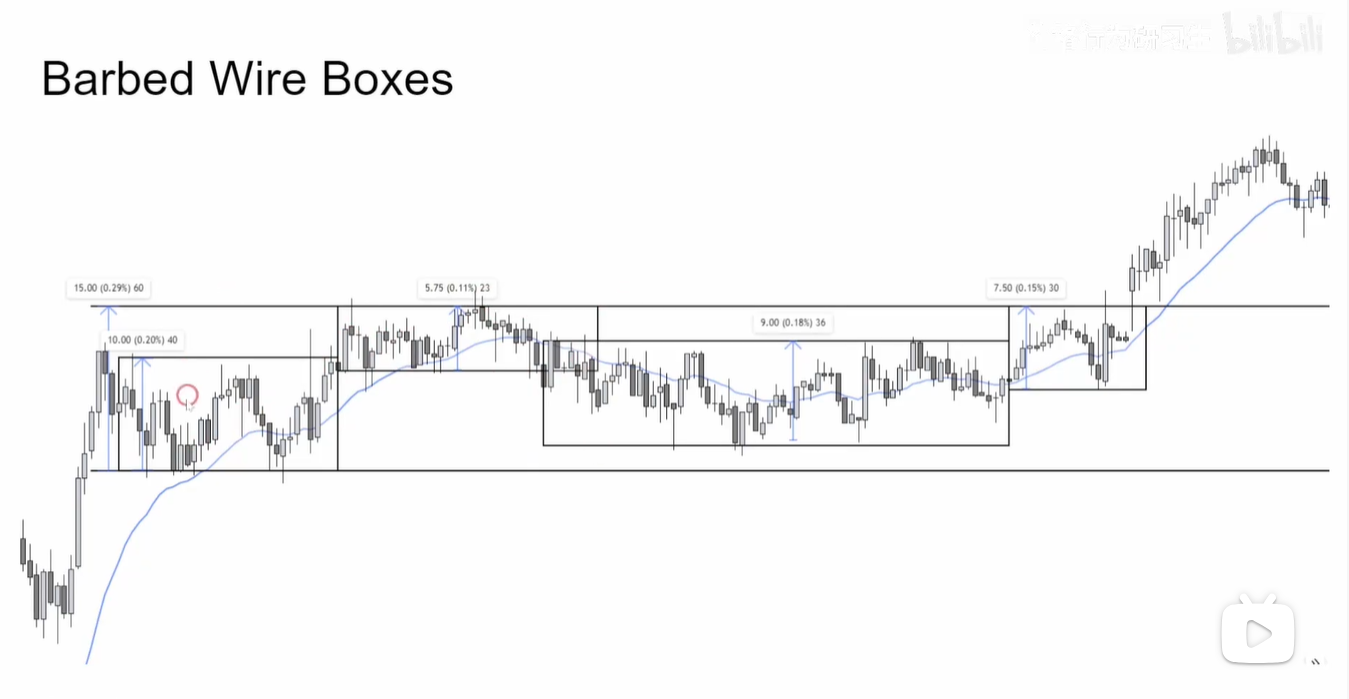 bilibili
Barbed Wire Boxes
15.00 (0.29%) 60
5.75 (0.11%) 23
7.50 (0.15%) 30
9.00 (0.18%) 36
10.00 (0.20%) 40